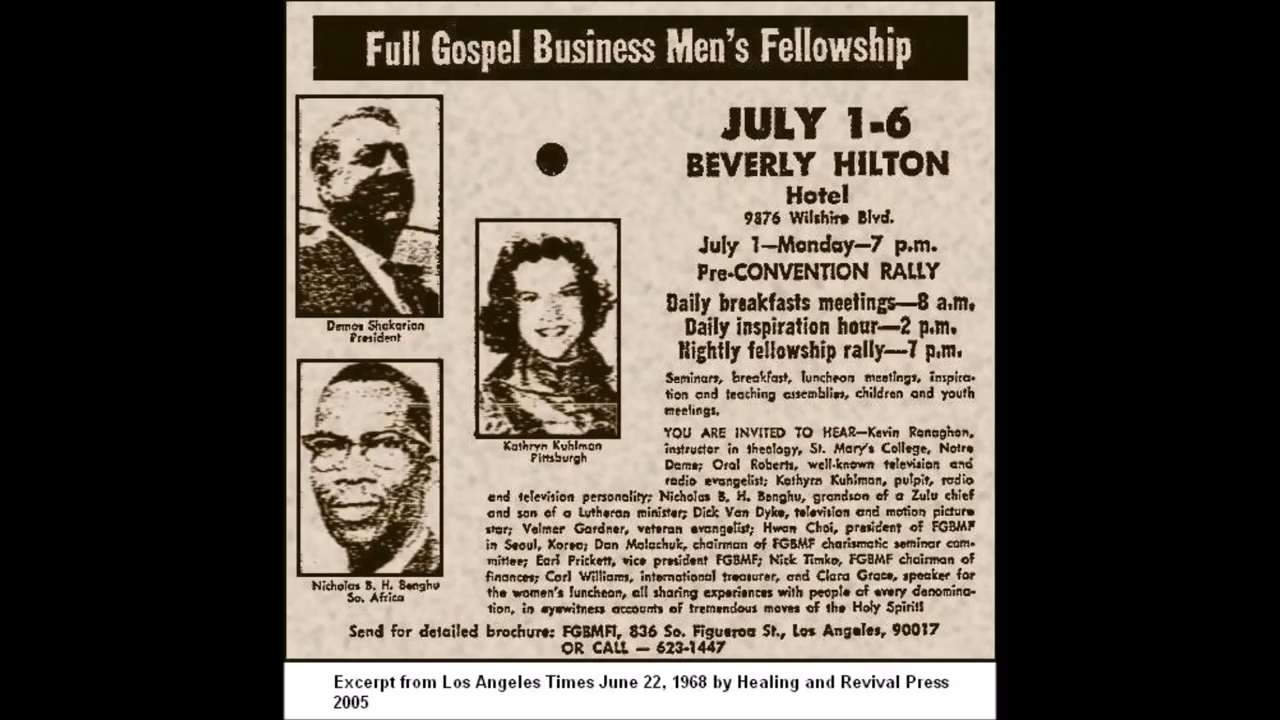 Full Gospel Business Men's Fellowship
JULY 1-6
BEVERLY HILTON
Hotel
9876 Wilshire Blvd.
July 1—Monday—7 p.m.
Pre-CONVENTION RALLY
Daily breakfasts meetings—8 a.m.
Daily inspiration hour—2 p.m.
Nightly fellowship rally—7 p.m.
Seminars, breakfast, luncheon meetings, inspira-
tion and teaching assemblies, children and youth
meetings.
YOU ARE INVITED TO HEAR—Kevin Ranaghan,
instructor in theology, St. Mary's College, Notre
Dame; Oral Roberts, well-known television and
radio evangelist; Kathyrn Kuhlman, pulpit, radio
and television personality; Nicholas B. H. Benghu, grandson of a Zulu chief
and son of a Lutheran minister; Dick Van Dyke, television and motion picture
star; Velmer Gardner, veteran evangelist; Hwan Choi, president of FGBMF
in Seoul, Korea; Dan Malachuk, chairman of FGBMF charismatic seminar com-
mittee; Earl Prickett, vice president FGBMF; Nick Timko, FGBMF chairman of
finances; Carl Williams, international treasurer, and Clara Grace, speaker for
the women's luncheon, all sharing experiences with people of every denomina-
tion, in eyewitness accounts of tremendous moves of the Holy Spirit!
Demos Shakarian
President
Kathryn Kuhlman
Pittsburgh
Nicholas B. H. Benghu
So. Africa
Send for detailed brochure: FGBMFI, 836 So. Figueroa St., Los Angeles, 90017
OR CALL — 623-1447
Excerpt from Los Angeles Times June 22, 1968 by Healing and Revival Press
2005